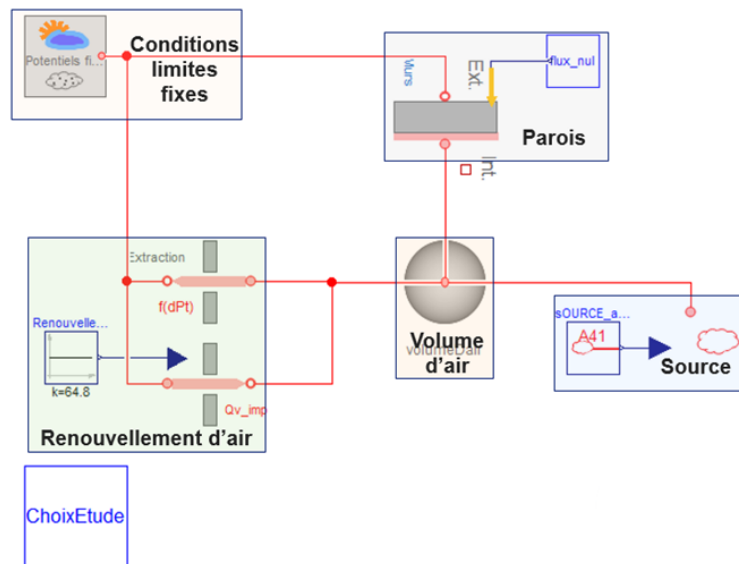 Potentiels fi...
Conditions
limites
fixes
Murs
Ext.
flux_nul
Parois
Int.
Extraction
f(dPt)
Renouvelle...
k=64.8
Qv_imp
Renouvellement d'air
Volume
d'air
volumeDair
sOURCE_a...
A41
Source
ChoixEtude